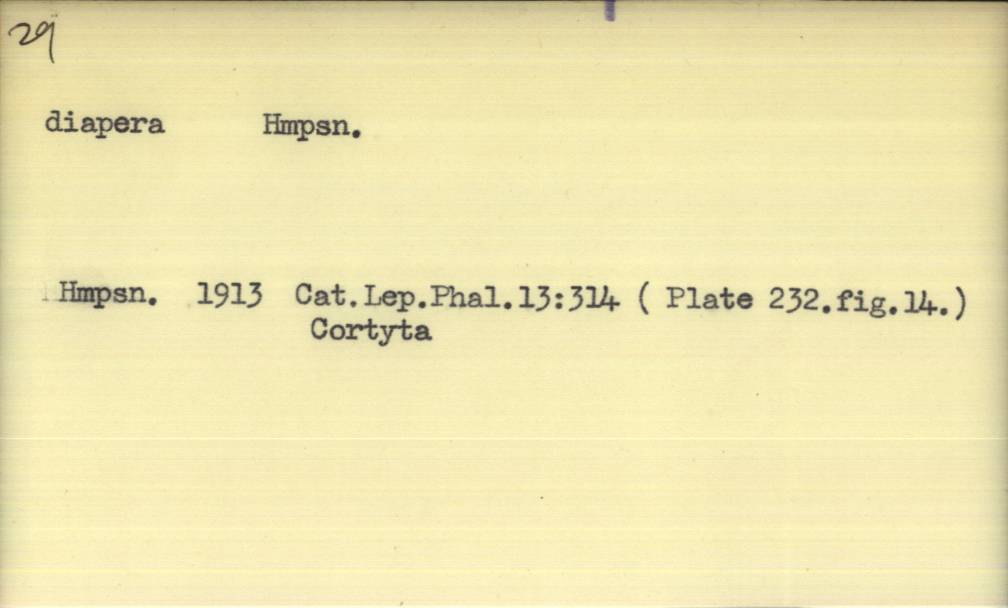 29
diapera Hmpsn.
Hmpsn. 1913 Cat.Lep.Phal.13:314 ( Plate 232.fig.14.)
Cortyta